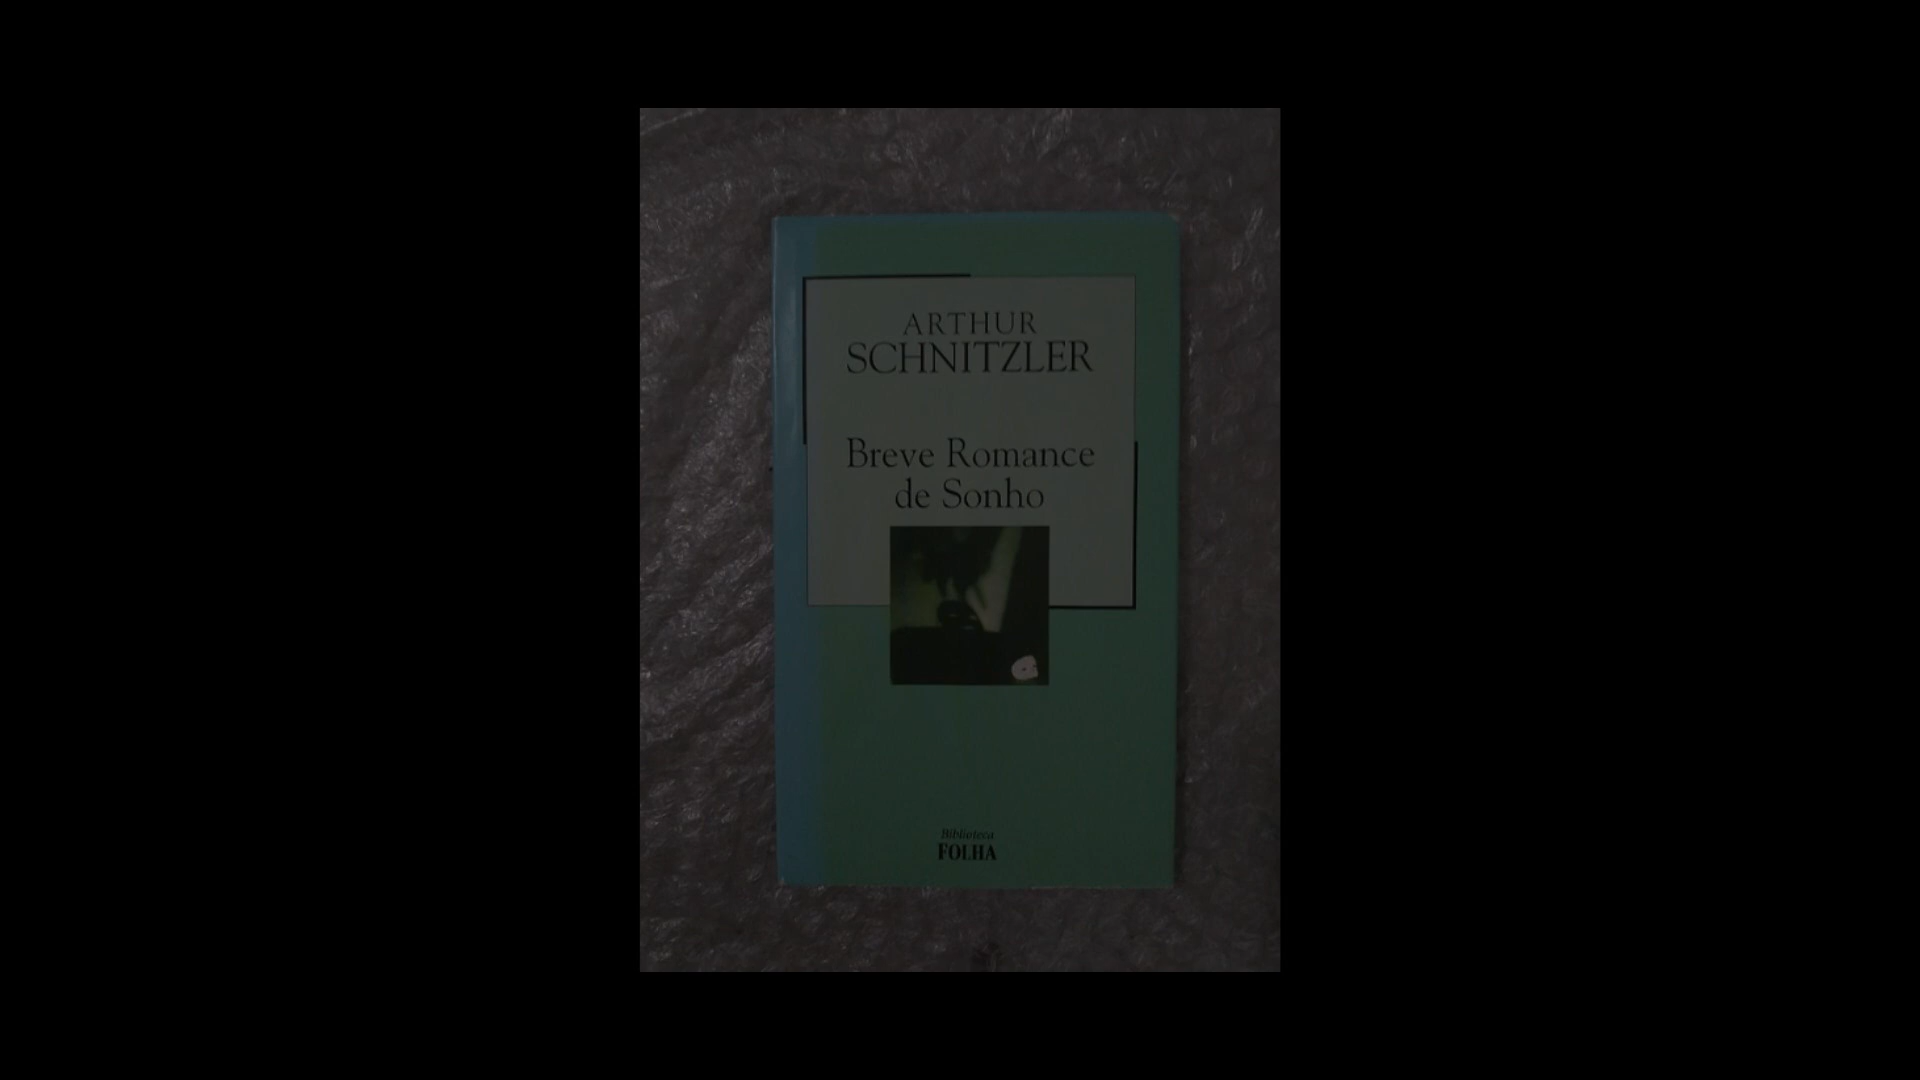 ARTHUR
SCHNITZLER
Breve Romance
de Sonho
Biblioteca
FOLHA